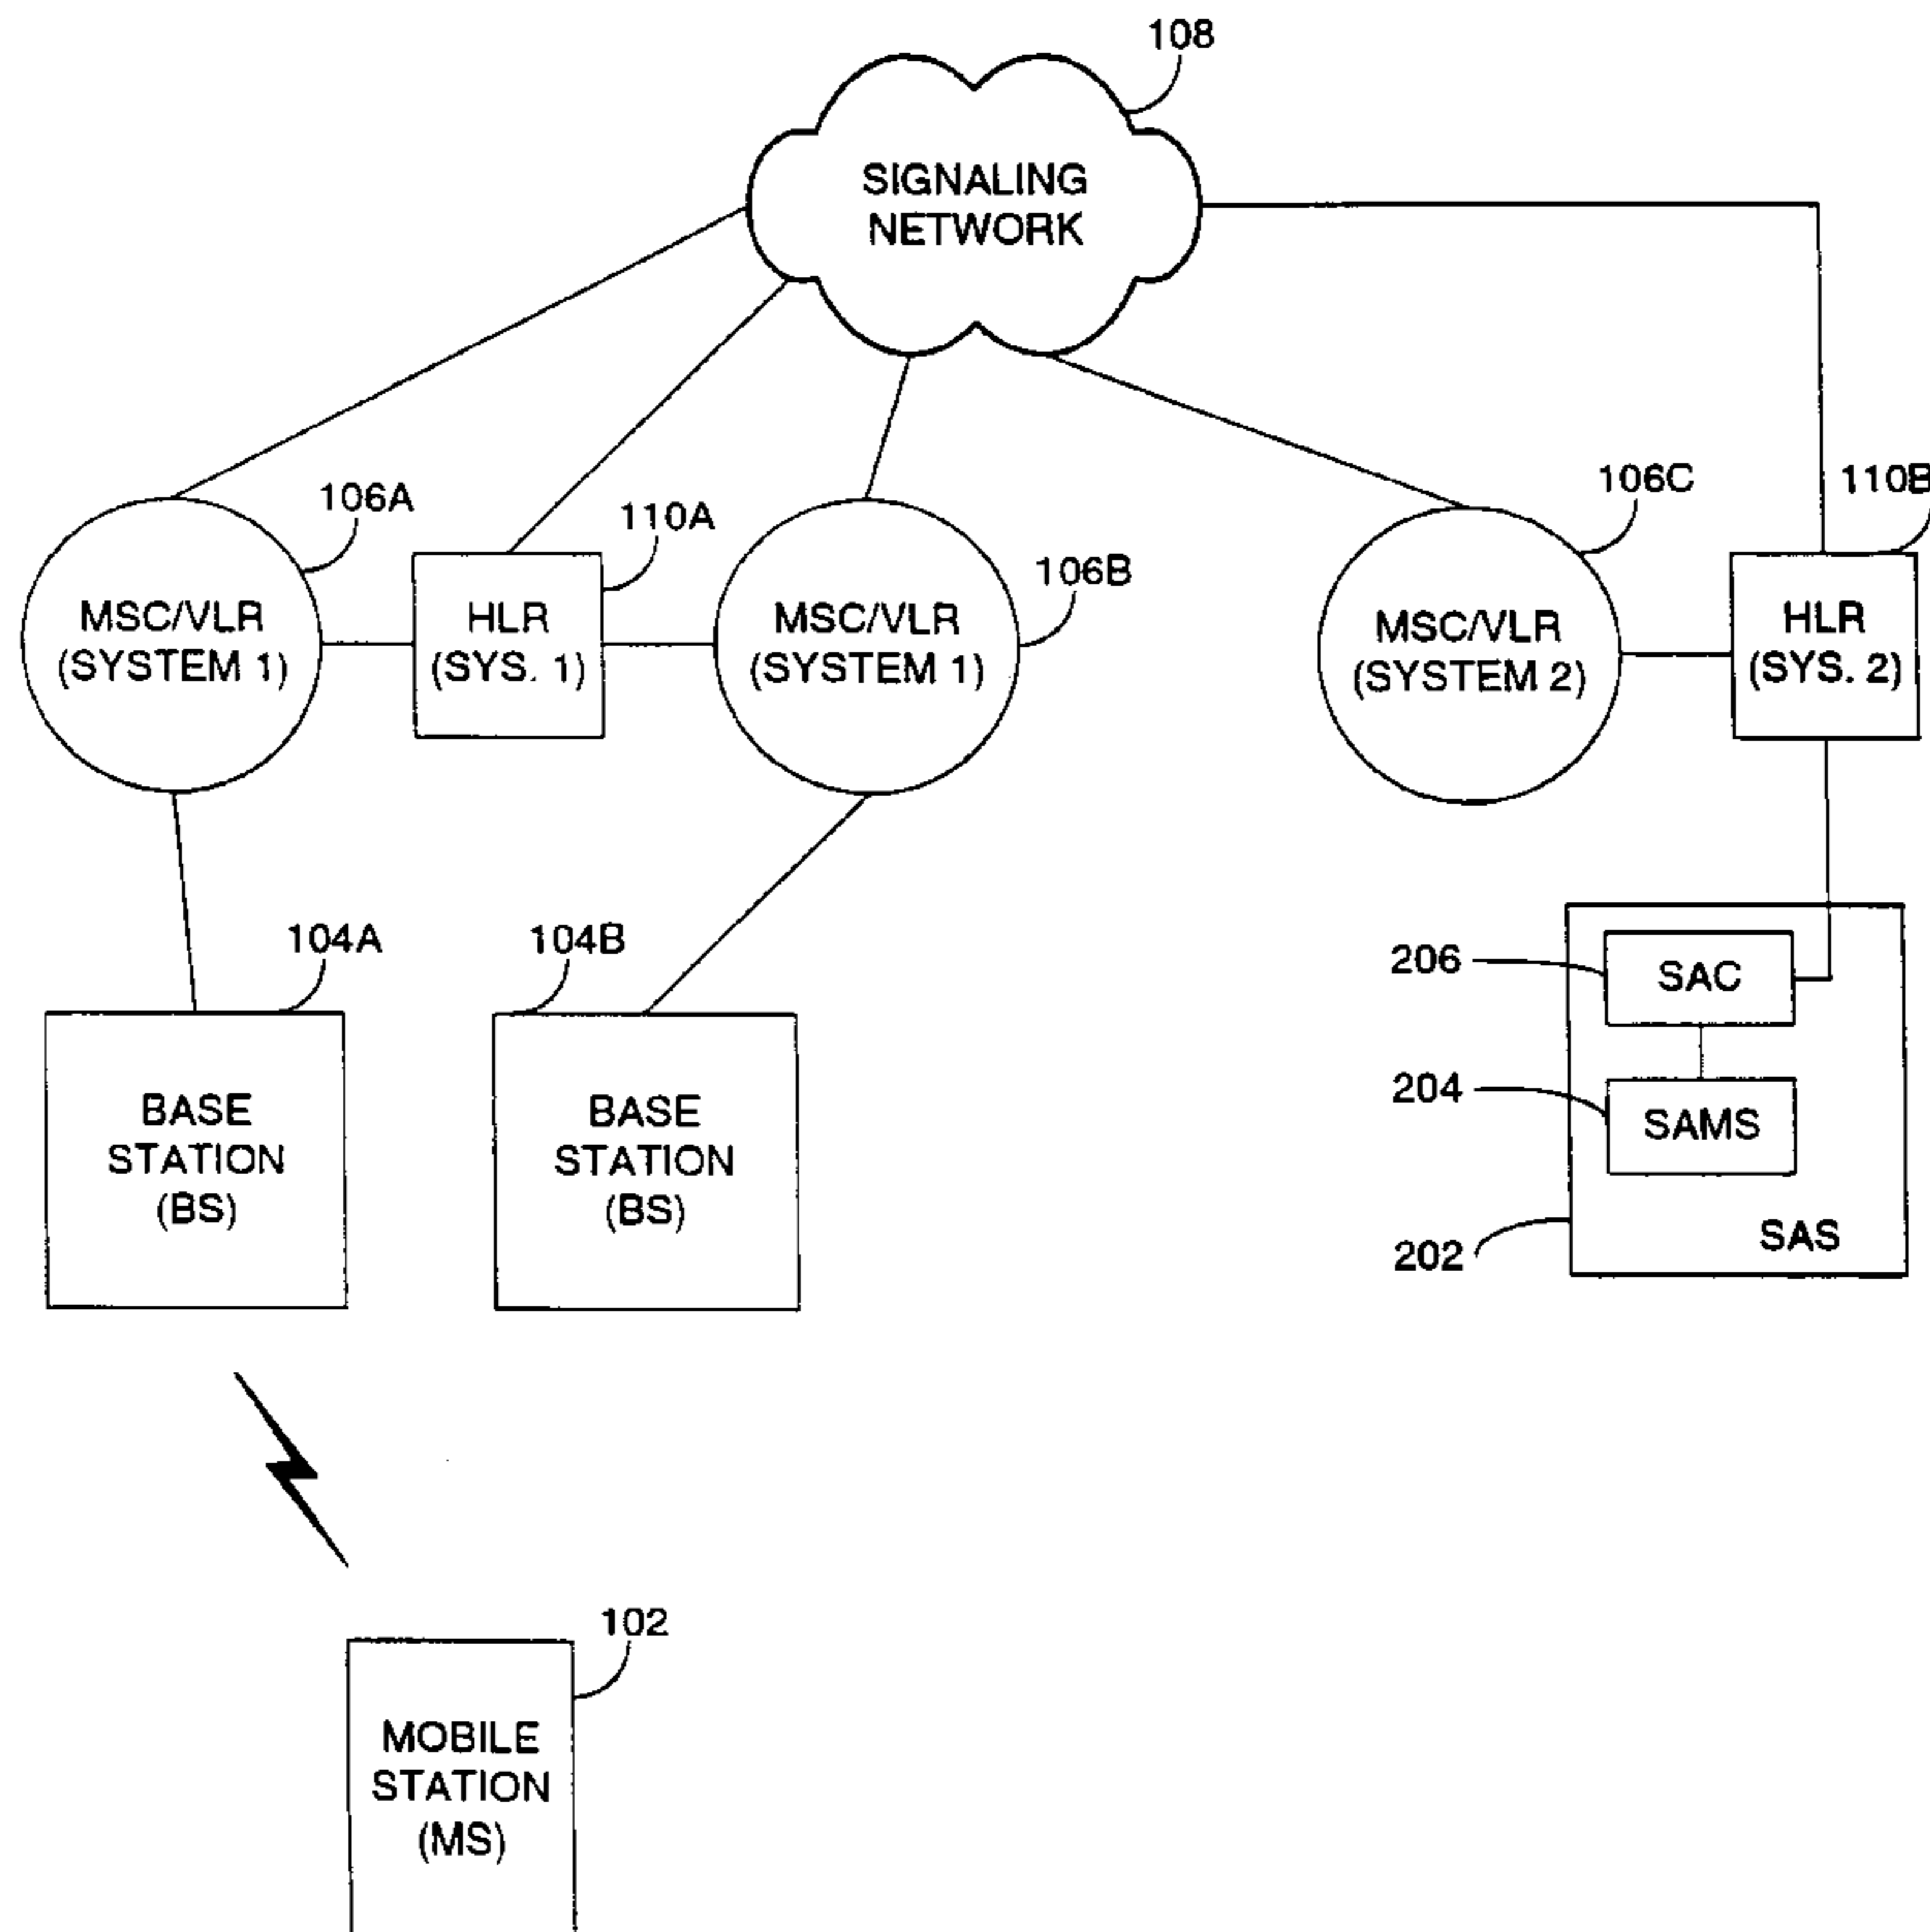 108
SIGNALING
NETWORK
106A
110A
106B
106C
110B
MSC/VLR
(SYSTEM 1)
HLR
(SYS. 1)
MSC/VLR
(SYSTEM 1)
MSC/VLR
(SYSTEM 2)
HLR
(SYS. 2)
104A
104B
BASE
STATION
(BS)
BASE
STATION
(BS)
206
SAC
204
SAMS
202
SAS
102
MOBILE
STATION
(MS)